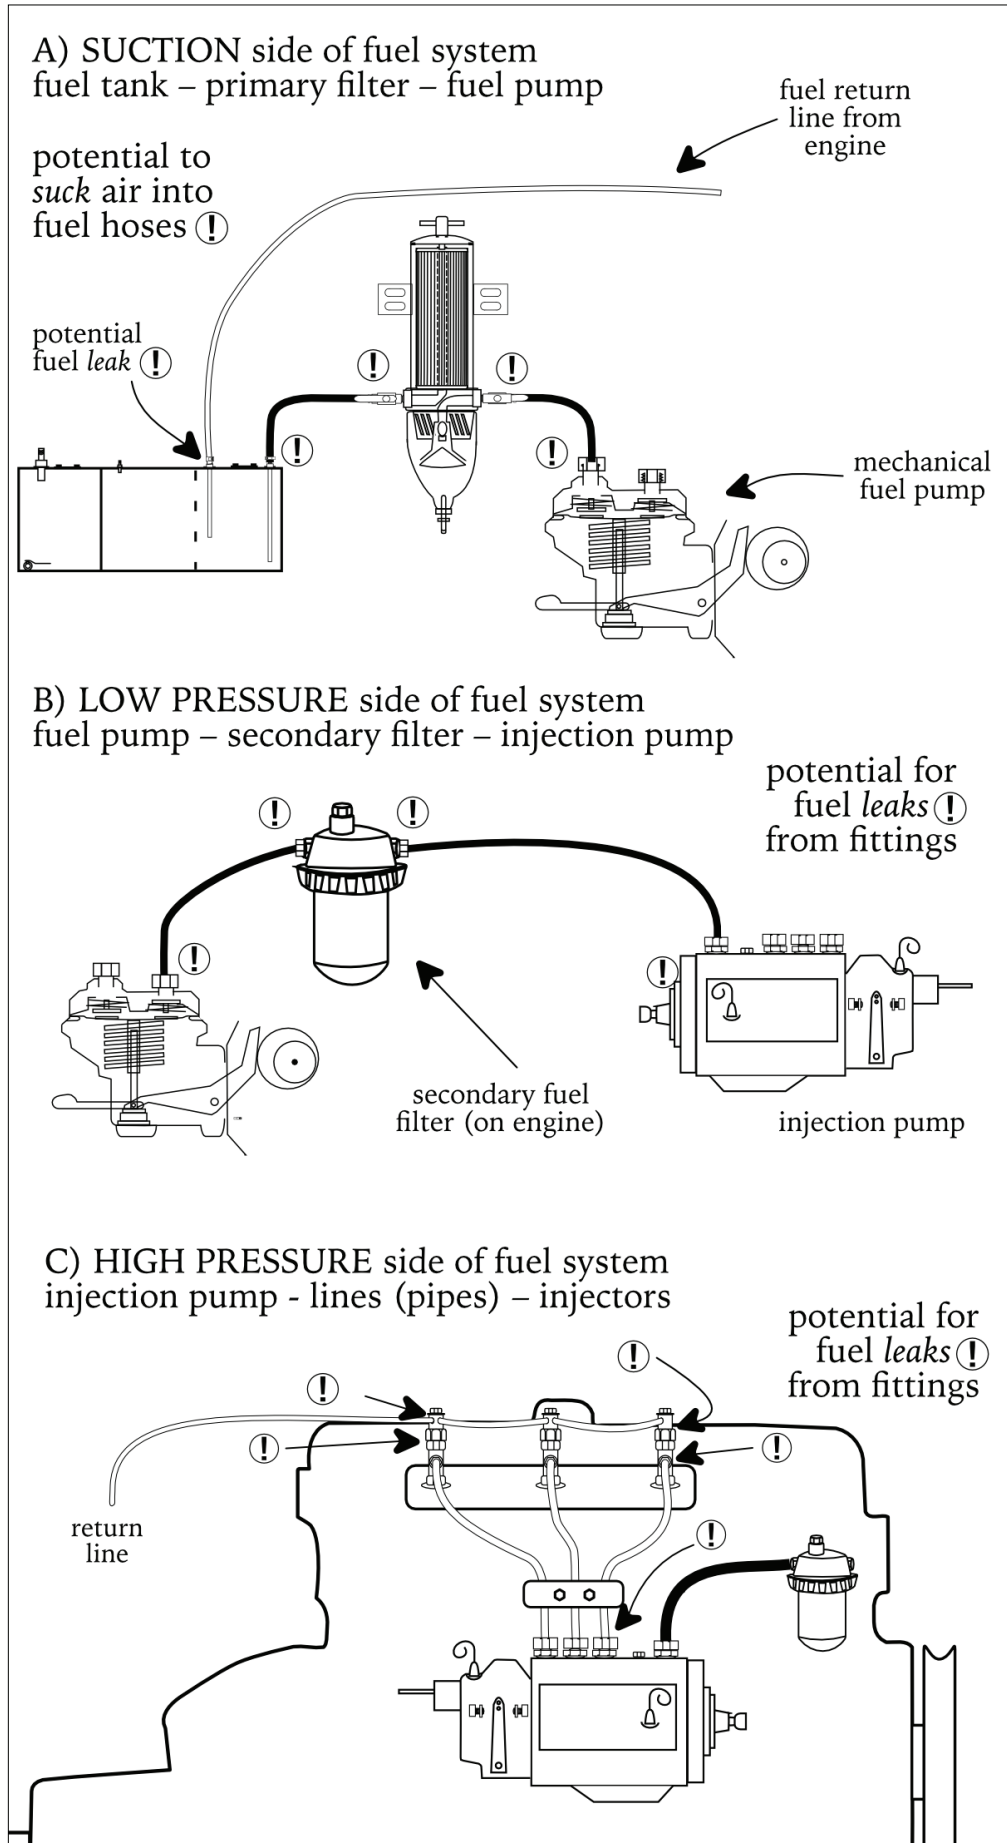 A) SUCTION side of fuel system
fuel tank – primary filter – fuel pump
fuel return
line from
engine
potential to
suck air into
fuel hoses !
potential
fuel leak !
!
!
!
!
mechanical
fuel pump
B) LOW PRESSURE side of fuel system
fuel pump – secondary filter – injection pump
potential for
fuel leaks !
from fittings
!
!
!
!
secondary fuel
filter (on engine)
injection pump
C) HIGH PRESSURE side of fuel system
injection pump - lines (pipes) – injectors
potential for
fuel leaks !
from fittings
!
!
!
!
return
line
!